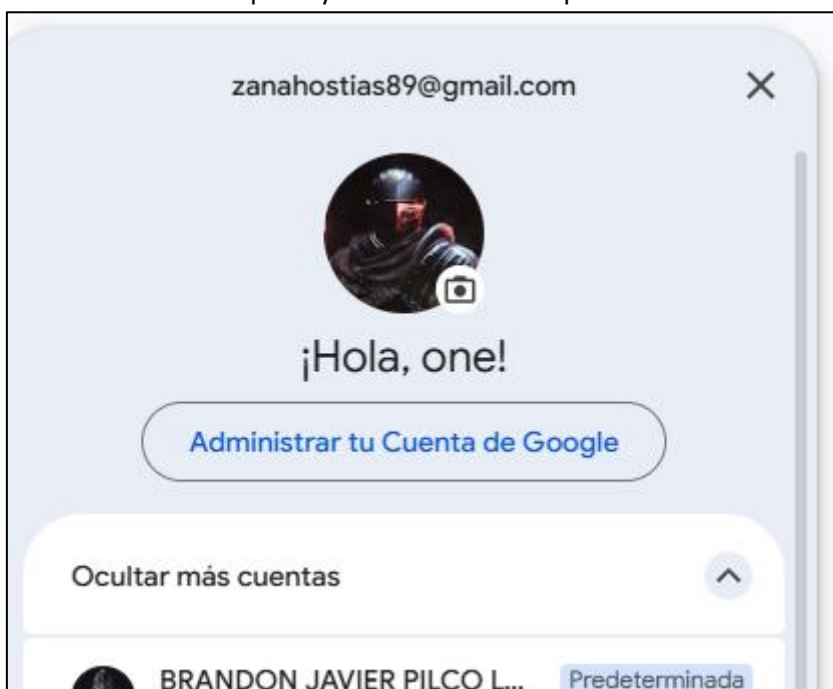 zanahostias89@gmail.com
¡Hola, one!
Administrar tu Cuenta de Google
Ocultar más cuentas
BRANDON JAVIER PILCO L... Predeterminada